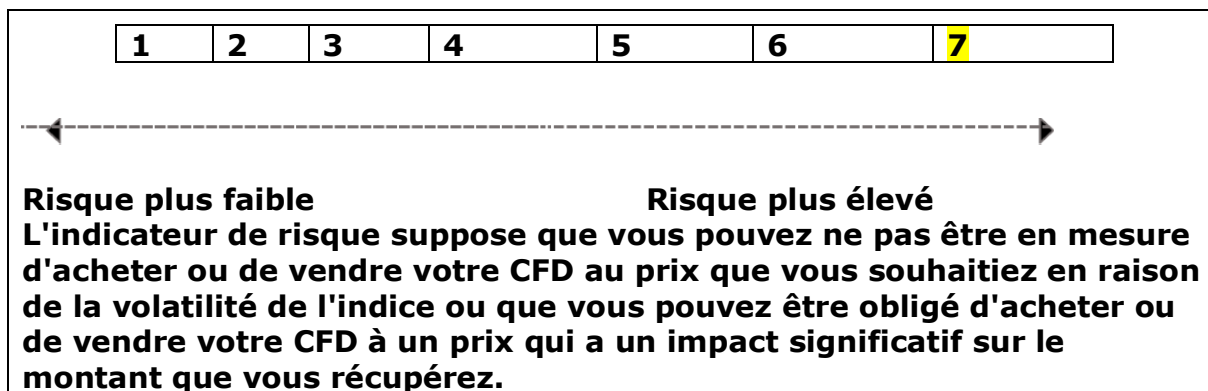 1 2 3 4 5 6 7
Risque plus faible Risque plus élevé
L'indicateur de risque suppose que vous pouvez ne pas être en mesure
d'acheter ou de vendre votre CFD au prix que vous souhaitiez en raison
de la volatilité de l'indice ou que vous pouvez être obligé d'acheter ou
de vendre votre CFD à un prix qui a un impact significatif sur le
montant que vous récupérez.